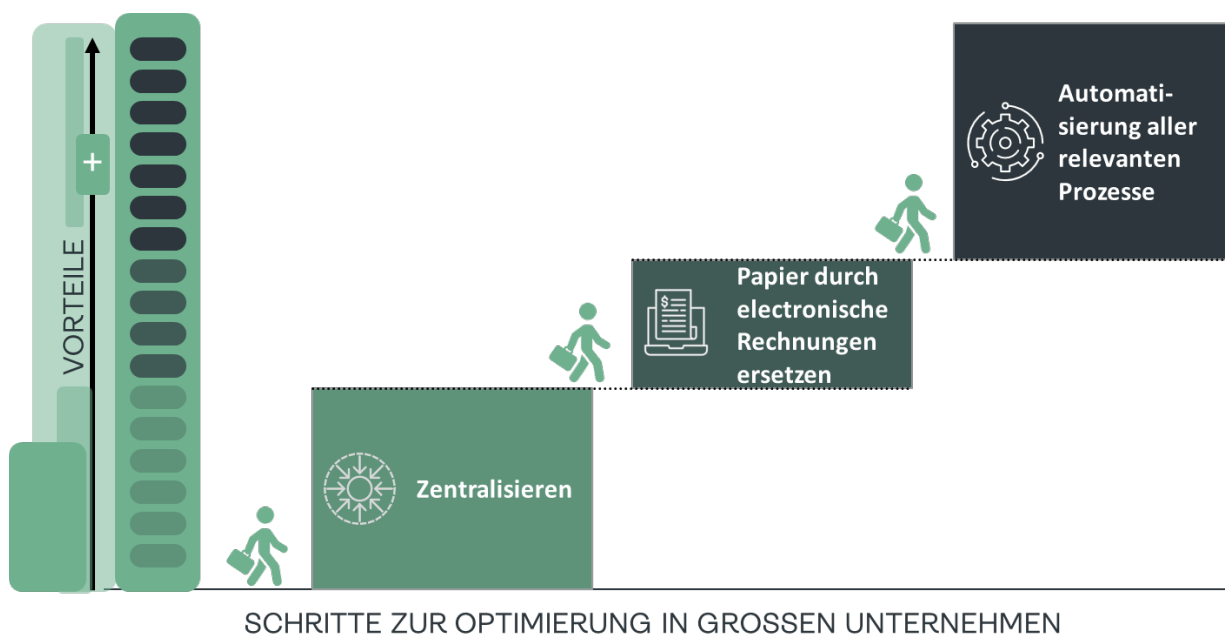 VORTEILE
+
Automati-
sierung aller
relevanten
Prozesse
$
Papier durch
electronische
Rechnungen
ersetzen
Zentralisieren
SCHRITTE ZUR OPTIMIERUNG IN GROSSEN UNTERNEHMEN